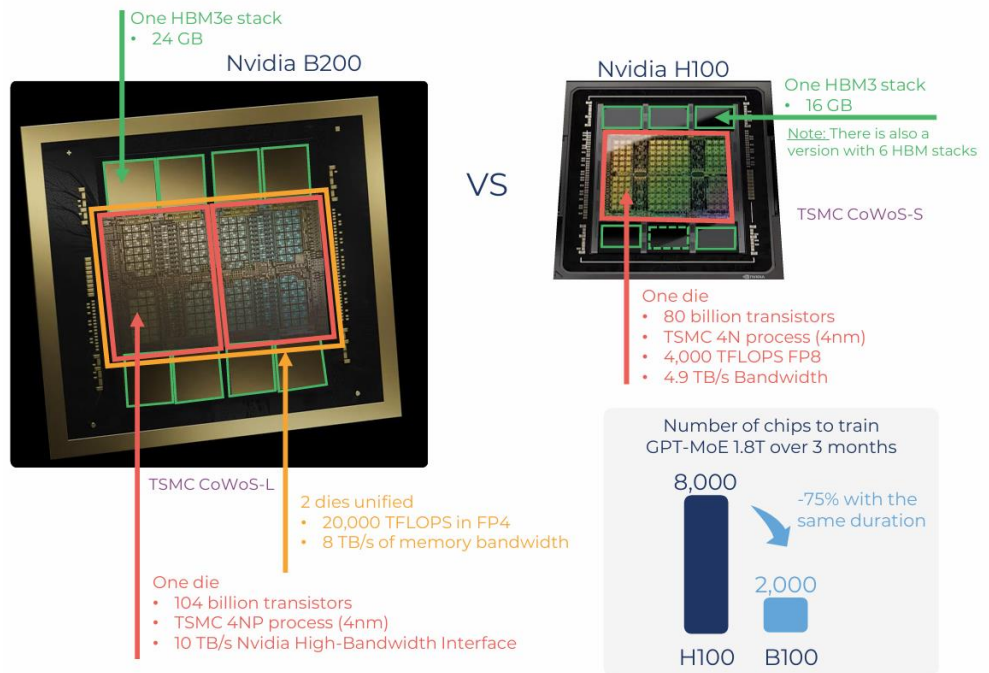 One HBM3e stack
• 24 GB
Nvidia B200
TSMC CoWoS-L
2 dies unified
• 20,000 TFLOPS in FP4
• 8 TB/s of memory bandwidth
One die
• 104 billion transistors
• TSMC 4NP process (4nm)
• 10 TB/s Nvidia High-Bandwidth Interface
VS
Nvidia H100
One HBM3 stack
• 16 GB
Note: There is also a
version with 6 HBM stacks
TSMC CoWoS-S
One die
• 80 billion transistors
• TSMC 4N process (4nm)
• 4,000 TFLOPS FP8
• 4.9 TB/s Bandwidth
Number of chips to train
GPT-MoE 1.8T over 3 months
8,000
-75% with the
same duration
2,000
H100 B100